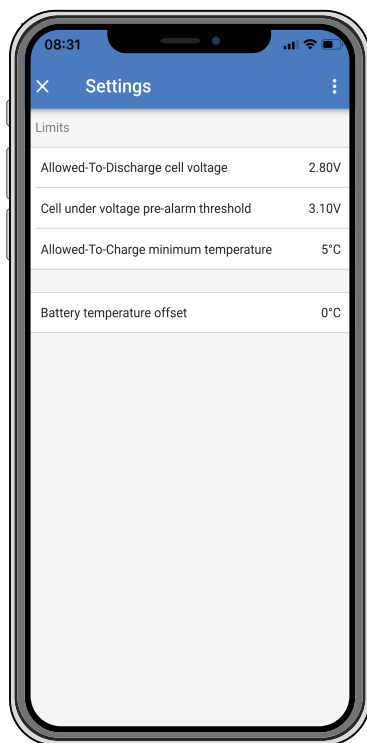 08:31
Settings
Limits
Allowed-To-Discharge cell voltage 2.80V
Cell under voltage pre-alarm threshold 3.10V
Allowed-To-Charge minimum temperature 5°C
Battery temperature offset 0°C